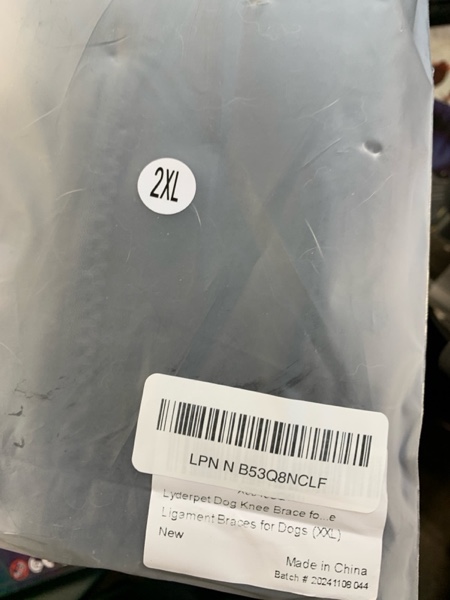 2XL
LPN N B53Q8NCLF
Lyderpet Dog Knee Brace fo...e
Ligament Braces for Dogs (XXL)
New
Made in China
Batch # 20241108 044